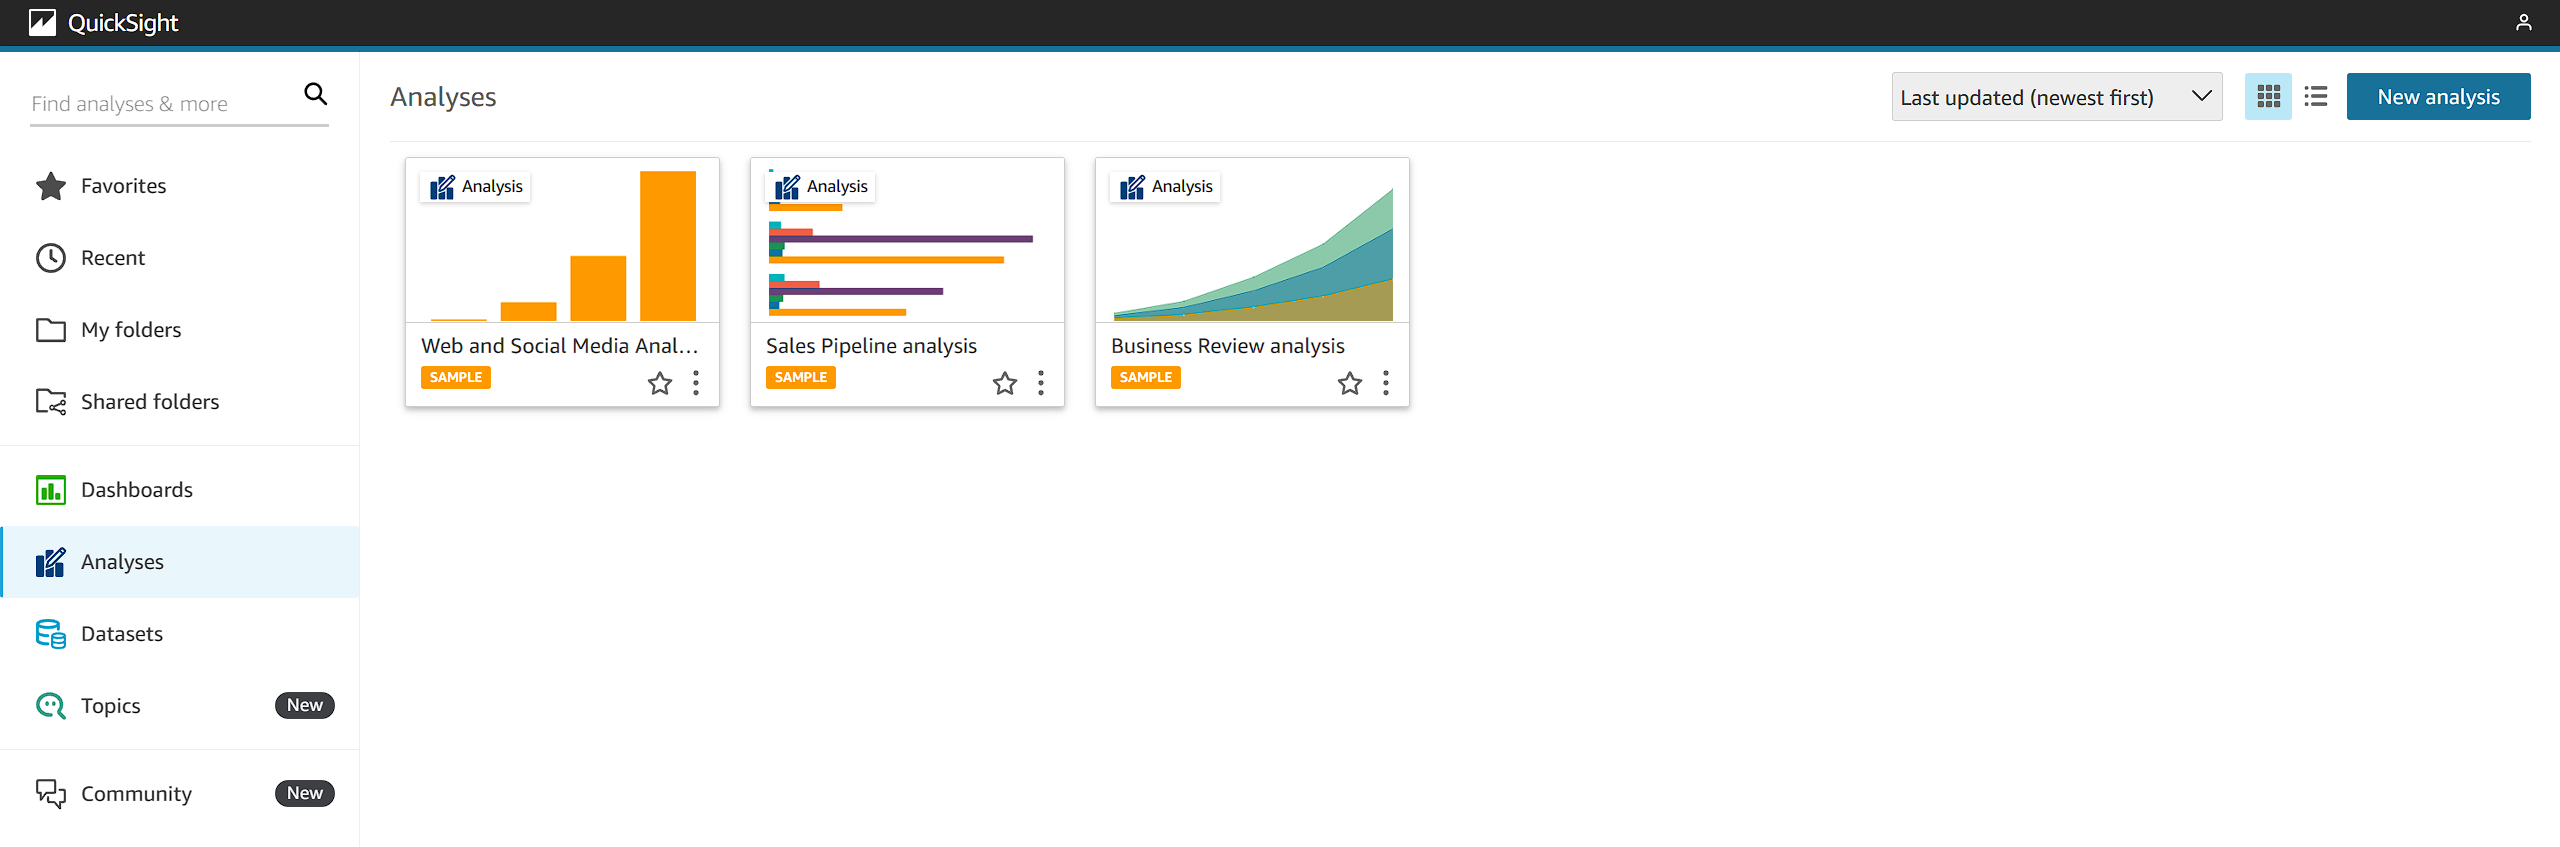 QuickSight
Find analyses & more
Favorites
Recent
My folders
Shared folders
Dashboards
Analyses
Datasets
Topics New
Community New
Analyses
Last updated (newest first)
New analysis
Analysis
Web and Social Media Anal...
SAMPLE
Analysis
Sales Pipeline analysis
SAMPLE
Analysis
Business Review analysis
SAMPLE